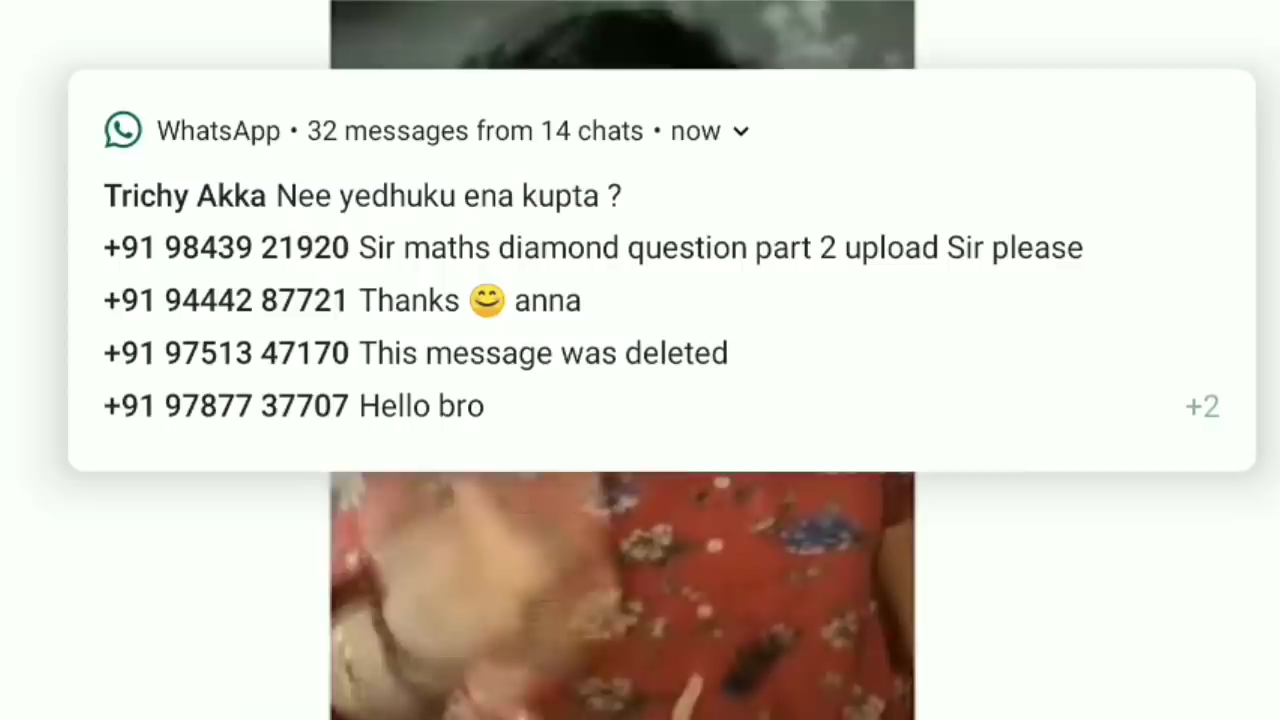 WhatsApp • 32 messages from 14 chats • now
Trichy Akka Nee yedhuku ena kupta ?
+91 98439 21920 Sir maths diamond question part 2 upload Sir please
+91 94442 87721 Thanks 😊 anna
+91 97513 47170 This message was deleted
+91 97877 37707 Hello bro
+2